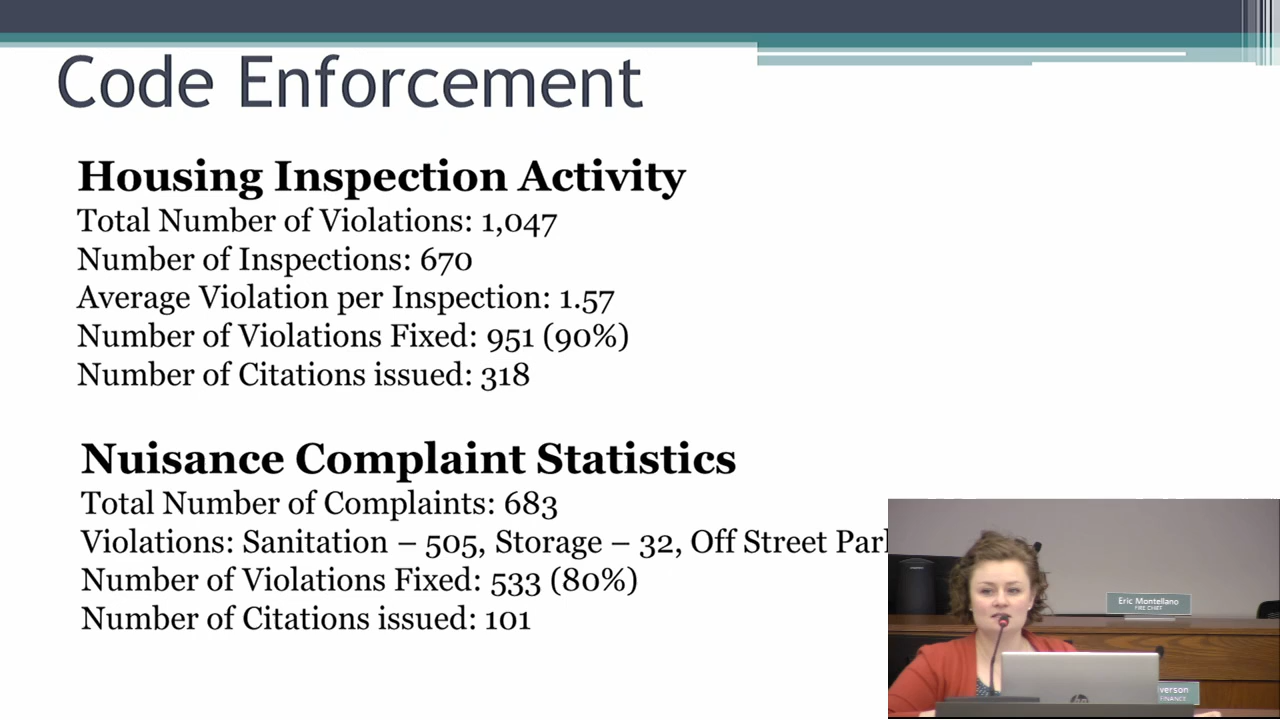 Code Enforcement
Housing Inspection Activity
Total Number of Violations: 1,047
Number of Inspections: 670
Average Violation per Inspection: 1.57
Number of Violations Fixed: 951 (90%)
Number of Citations issued: 318
Nuisance Complaint Statistics
Total Number of Complaints: 683
Violations: Sanitation – 505, Storage – 32, Off Street
Number of Violations Fixed: 533 (80%)
Number of Citations issued: 101
Eric Montellano
FIRE CHIEF
FINANCE
hp